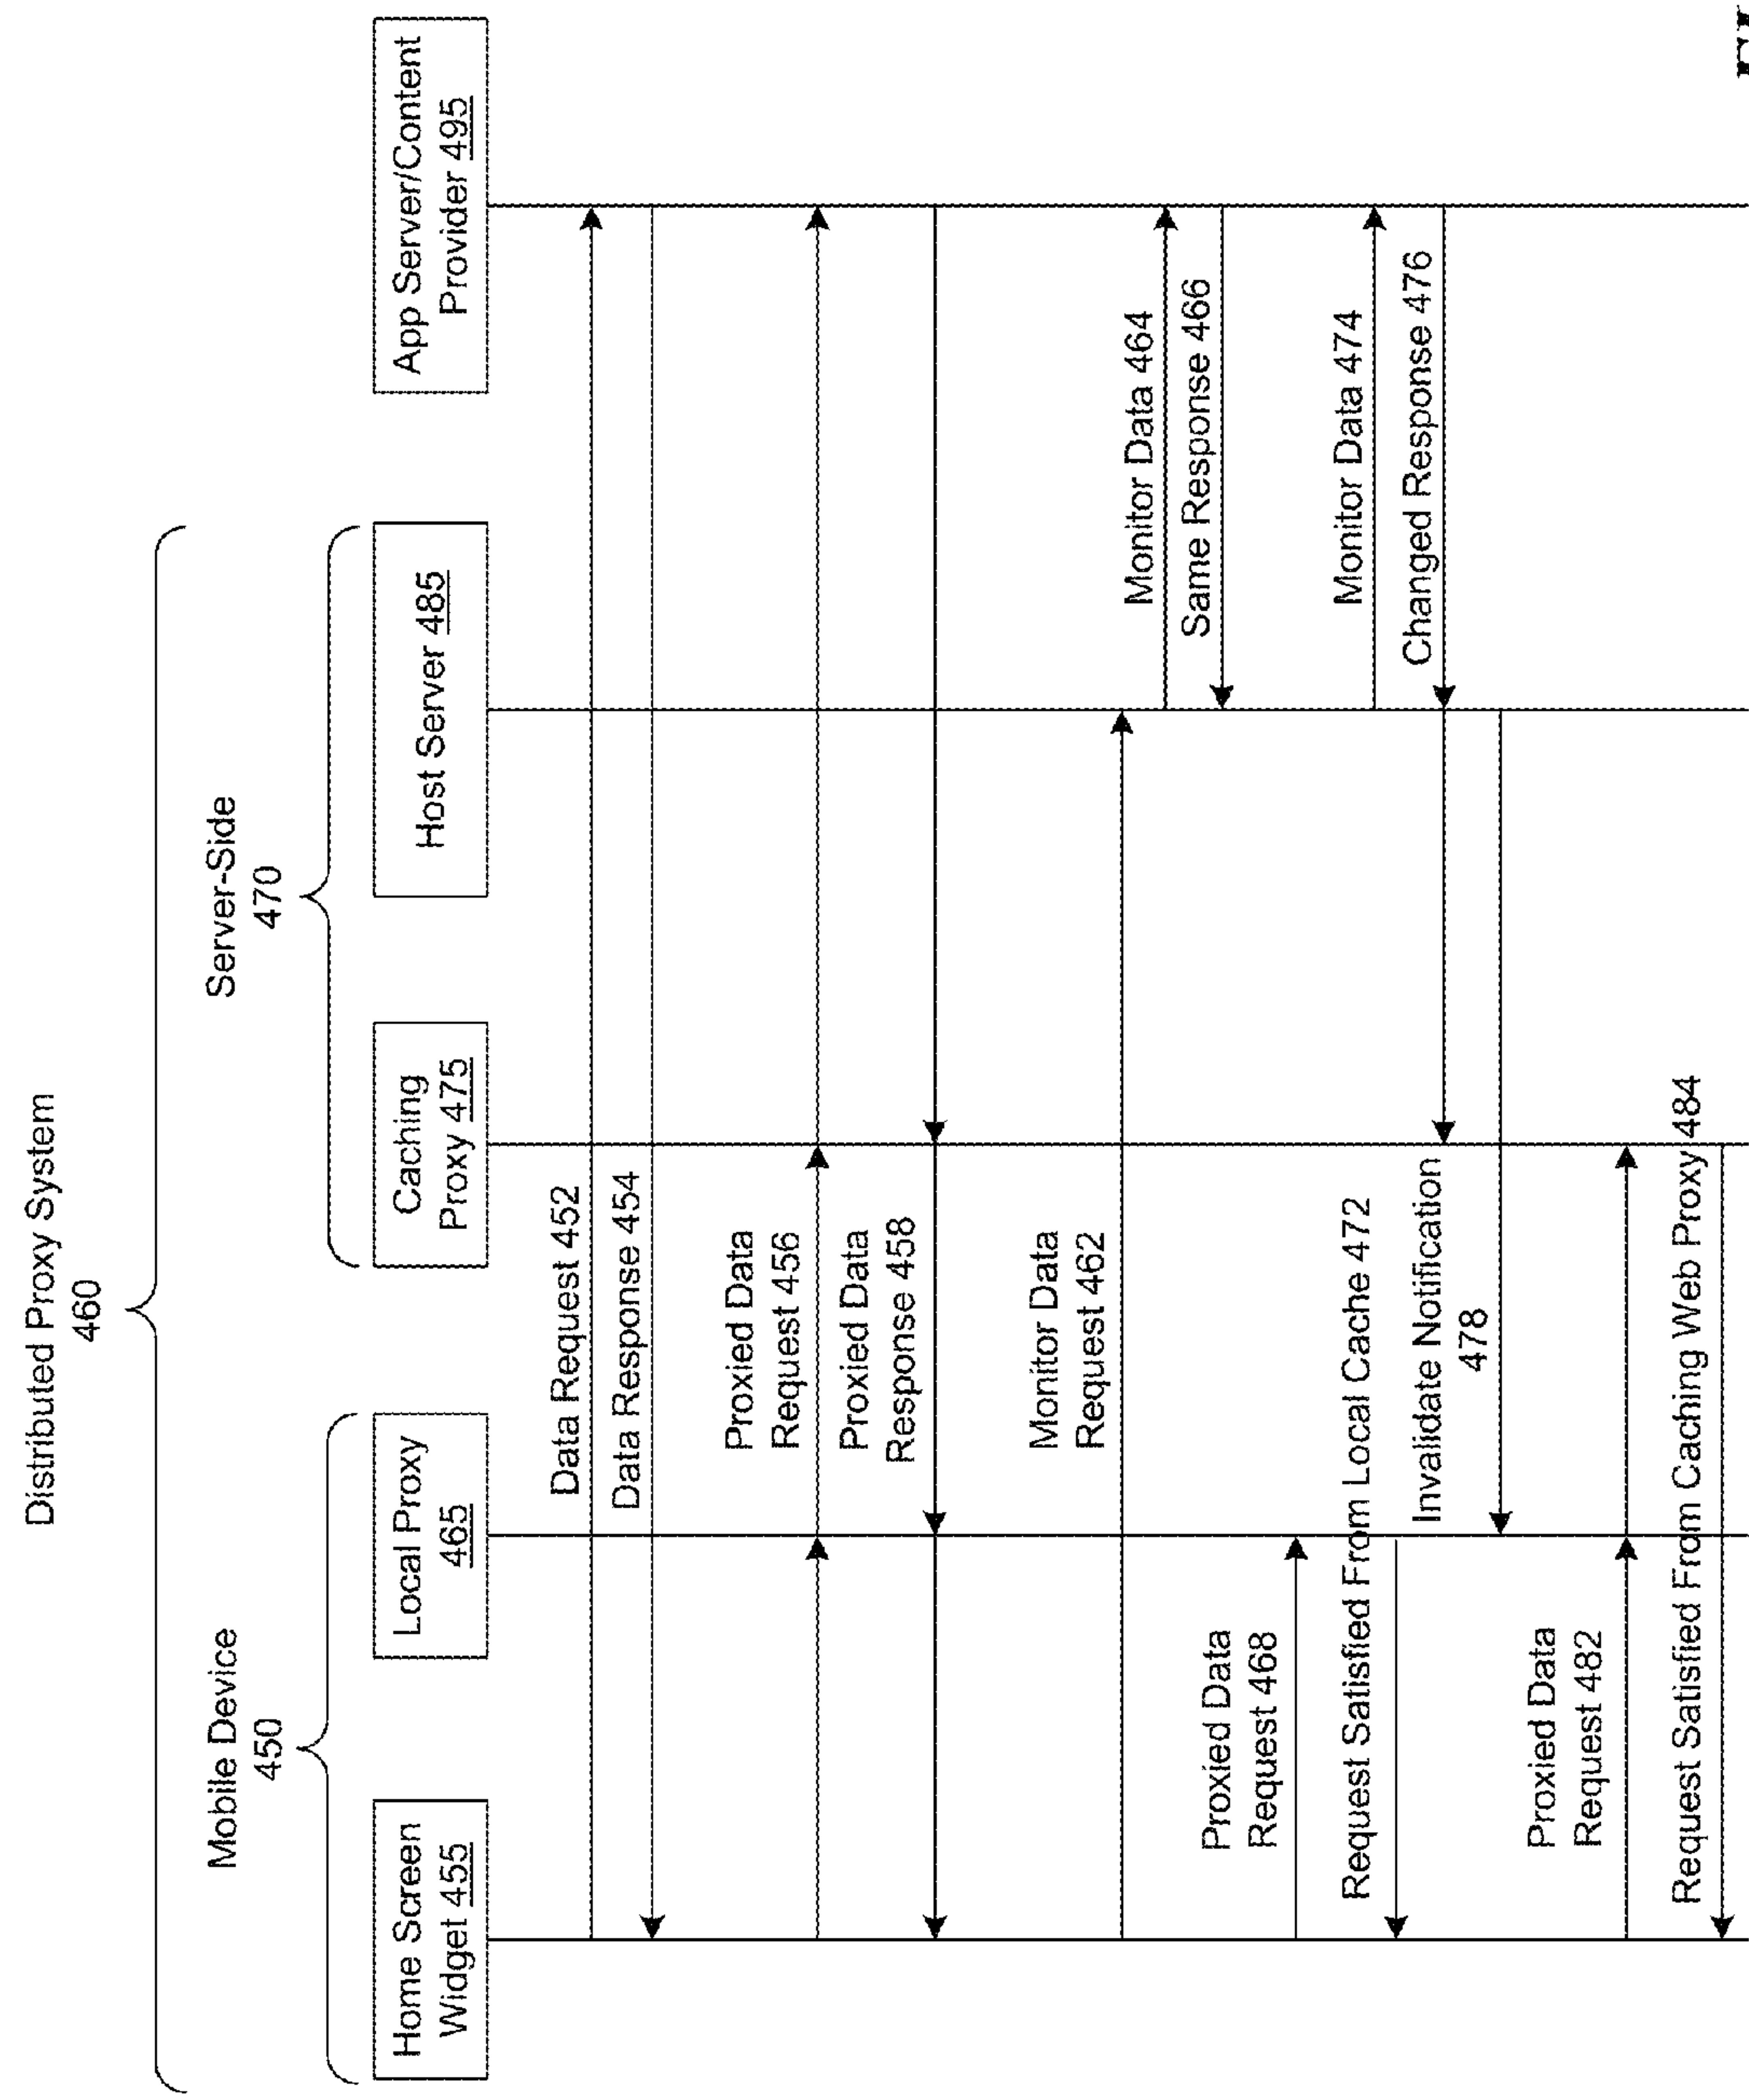 Distributed Proxy System
460
Mobile Device
450
Server-Side
470
Home Screen
Widget 455
Local Proxy
465
Caching
Proxy 475
Host Server 485
App Server/Content
Provider 495
Data Request 452
Data Response 454
Proxied Data
Request 456
Proxied Data
Response 458
Monitor Data
Request 462
Monitor Data 464
Same Response 466
Proxied Data
Request 468
Request Satisfied From Local Cache 472
Monitor Data 474
Changed Response 476
Invalidate Notification
478
Proxied Data
Request 482
Request Satisfied From Caching Web Proxy 484